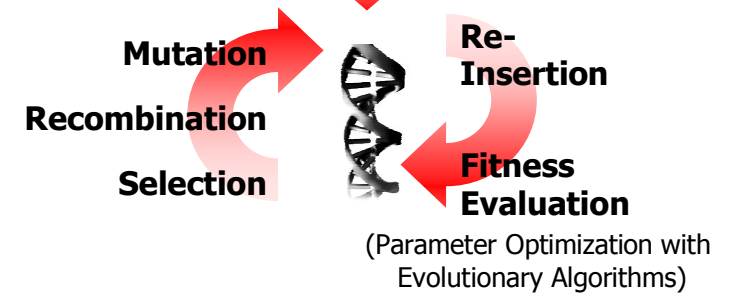 Mutation
Recombination
Selection
Re-
Insertion
Fitness
Evaluation
(Parameter Optimization with
Evolutionary Algorithms)